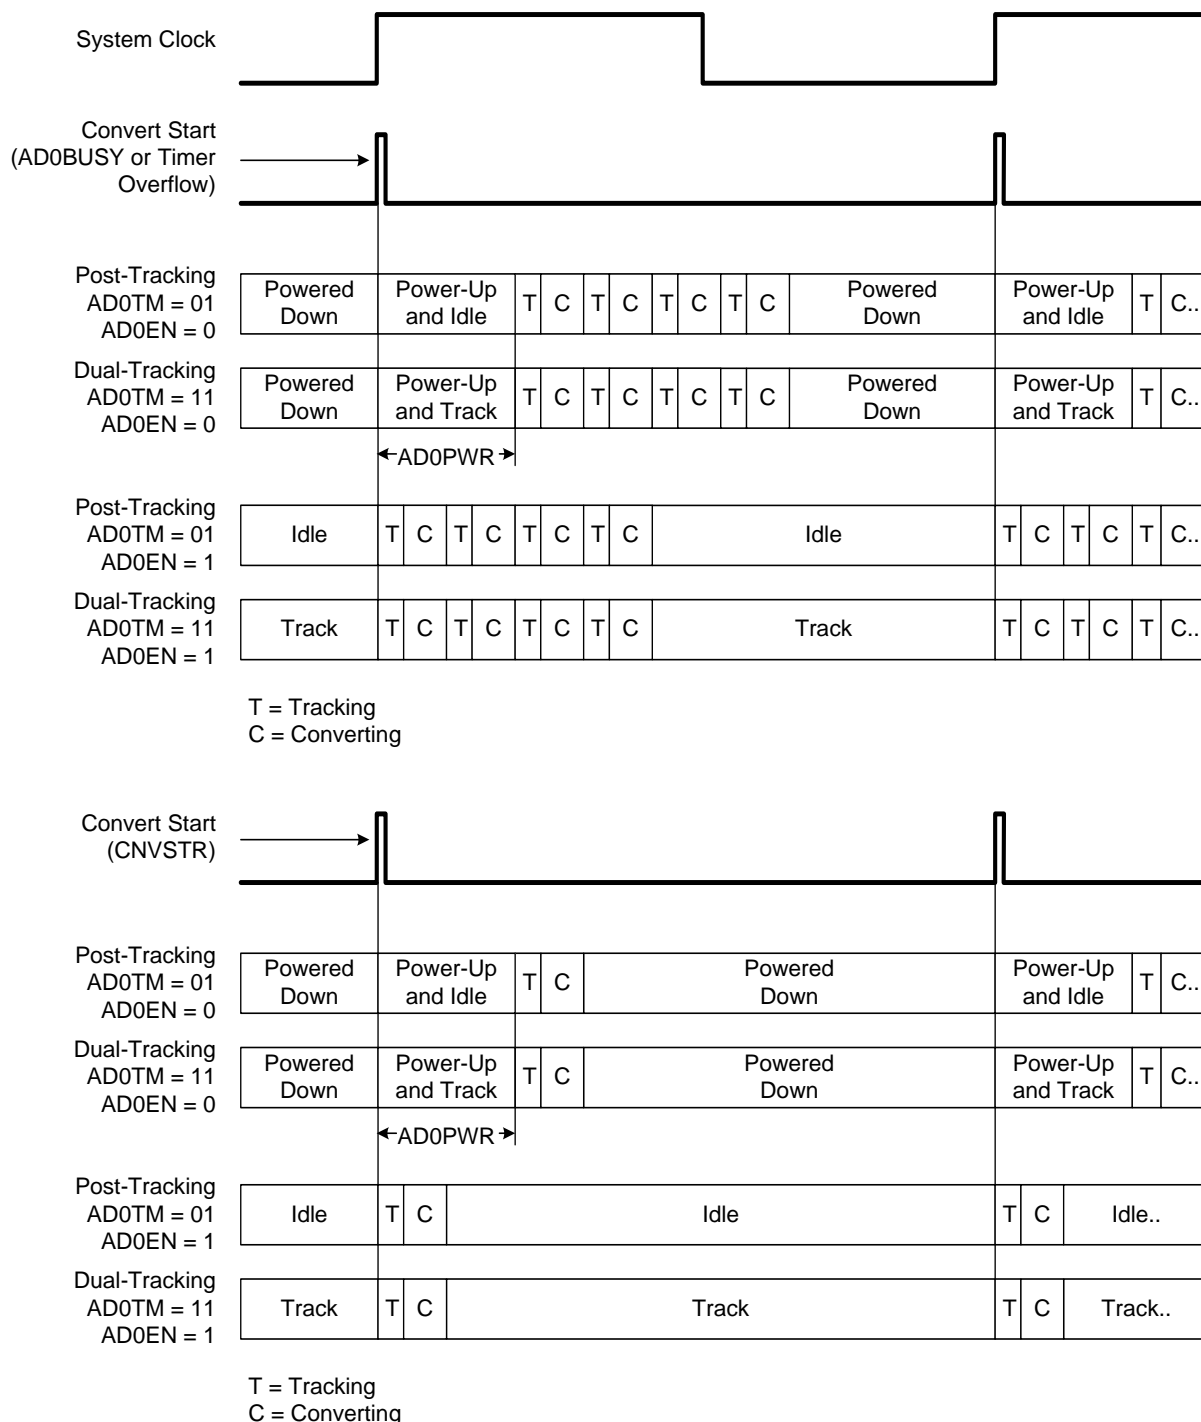 System Clock
Convert Start
(AD0BUSY or Timer
Overflow)
Post-Tracking
AD0TM = 01
AD0EN = 0
Powered
Down
Power-Up
and Idle
T C T C T C T C
Powered
Down
Power-Up
and Idle
T C..
Dual-Tracking
AD0TM = 11
AD0EN = 0
Powered
Down
Power-Up
and Track
T C T C T C T C
Powered
Down
Power-Up
and Track
T C..
AD0PWR
Post-Tracking
AD0TM = 01
AD0EN = 1
Idle T C T C T C T C Idle T C T C T C..
Dual-Tracking
AD0TM = 11
AD0EN = 1
Track T C T C T C T C Track T C T C T C..
T = Tracking
C = Converting
Convert Start
(CNVSTR)
Post-Tracking
AD0TM = 01
AD0EN = 0
Powered
Down
Power-Up
and Idle
T C
Powered
Down
Power-Up
and Idle
T C..
Dual-Tracking
AD0TM = 11
AD0EN = 0
Powered
Down
Power-Up
and Track
T C
Powered
Down
Power-Up
and Track
T C..
AD0PWR
Post-Tracking
AD0TM = 01
AD0EN = 1
Idle T C Idle T C Idle..
Dual-Tracking
AD0TM = 11
AD0EN = 1
Track T C Track T C Track..
T = Tracking
C = Converting